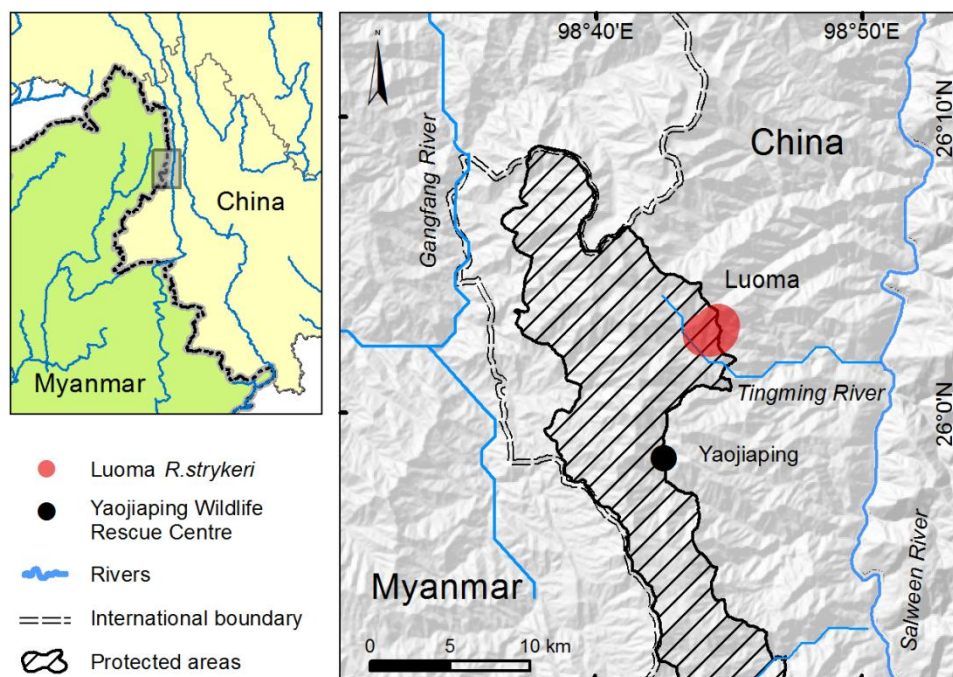 China
Myanmar
Luoma R.strykeri
Yaojiaping Wildlife
Rescue Centre
Rivers
International boundary
Protected areas
98°40'E
98°50'E
N
26°10'N
China
Gangfang River
Luoma
Tingming River
26°0'N
Yaojiaping
Salween River
Myanmar
0 5 10 km